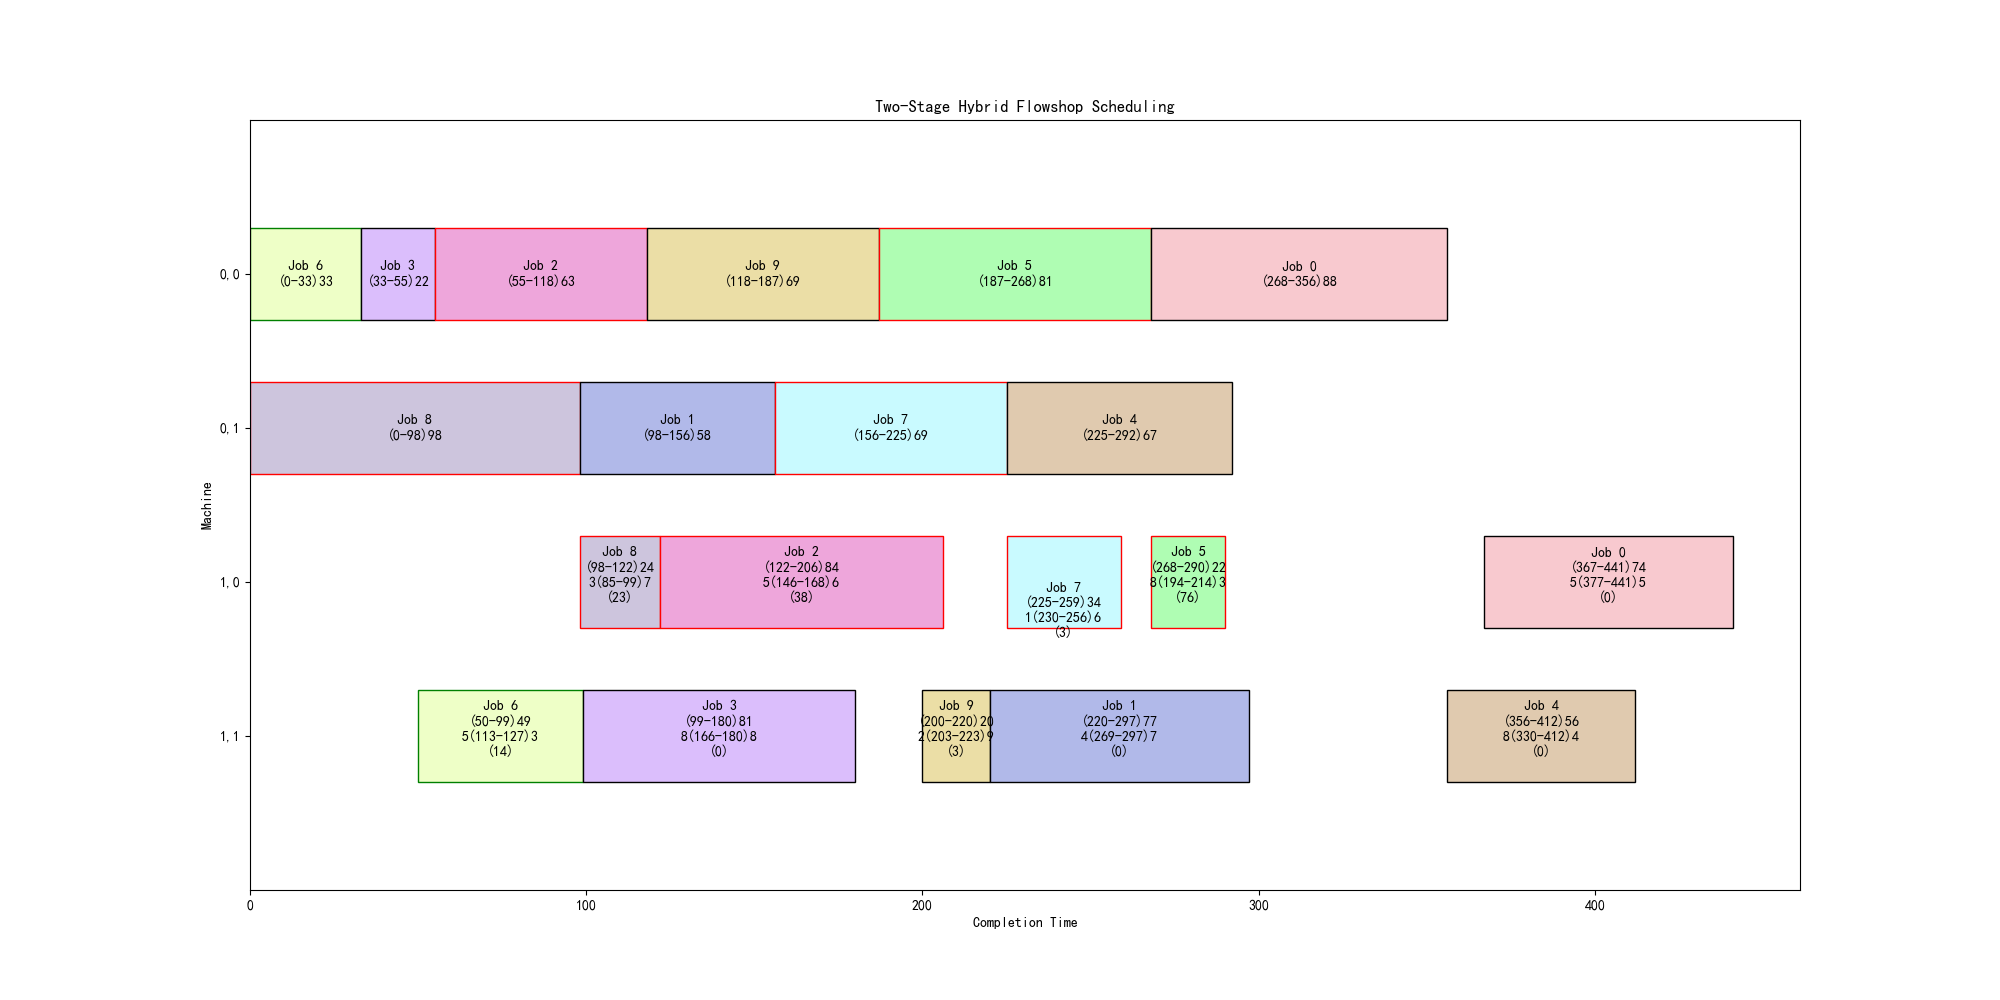 Two-Stage Hybrid Flowshop Scheduling
0,0
Job 6
(0-33)33
Job 3
(33-55)22
Job 2
(55-118)63
Job 9
(118-187)69
Job 5
(187-268)81
Job 0
(268-356)88
0,1
Job 8
(0-98)98
Job 1
(98-156)58
Job 7
(156-225)69
Job 4
(225-292)67
Machine
1,0
Job 8
(98-122)24
3(85-99)7
(23)
Job 2
(122-206)84
5(146-168)6
(38)
Job 7
(225-259)34
1(230-256)6
(3)
Job 5
(268-290)22
8(194-214)3
(76)
Job 0
(367-441)74
5(377-441)5
(0)
1,1
Job 6
(50-99)49
5(113-127)3
(14)
Job 3
(99-180)81
8(166-180)8
(0)
Job 9
(200-220)20
2(203-223)9
(3)
Job 1
(220-297)77
4(269-297)7
(0)
Job 4
(356-412)56
8(330-412)4
(0)
0
100
200
300
400
Completion Time